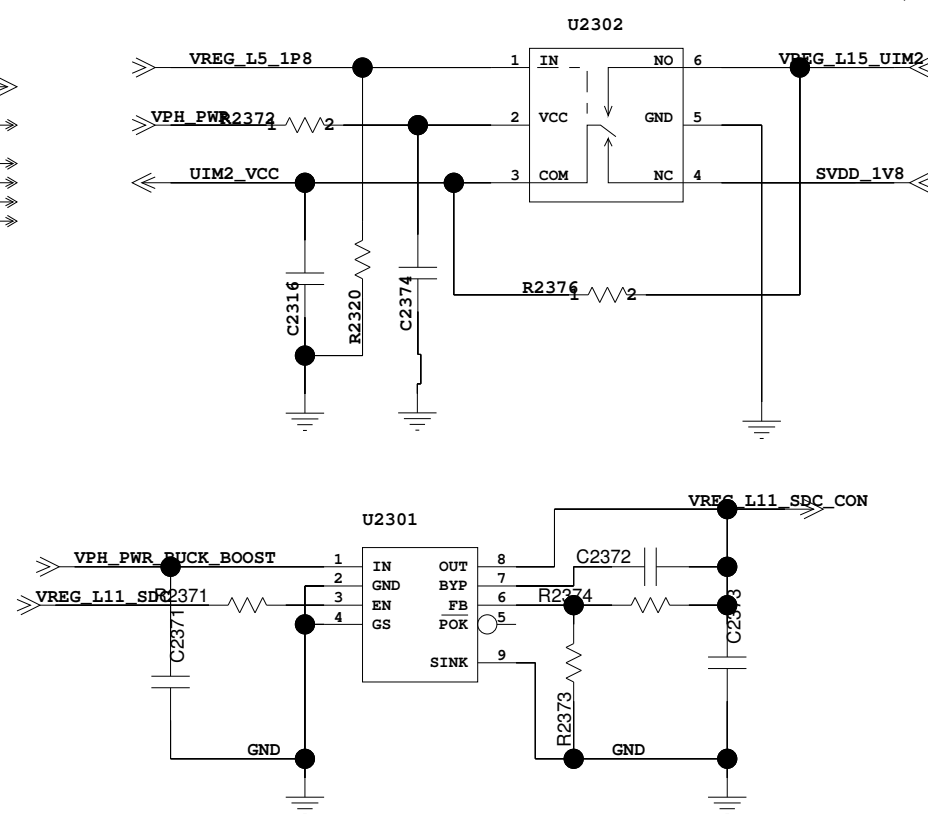 U2302
VREG_L5_1P8 1 IN NO 6 VREG_L15_UIM2
VPH_PWR R2372 1 2 2 VCC GND 5
UIM2_VCC 3 COM NC 4 SVDD_1V8
C2316
R2320
C2374
R2376 1 2
VREG_L11_SDC_CON
U2301
VPH_PWR_BUCK_BOOST 1 IN OUT 8 C2372
2 GND BYP 7
VREG_L11_SDC R2371 3 EN FB 6 R2374
4 GS POK 5
C2371
C2373
SINK 9
R2373
GND GND